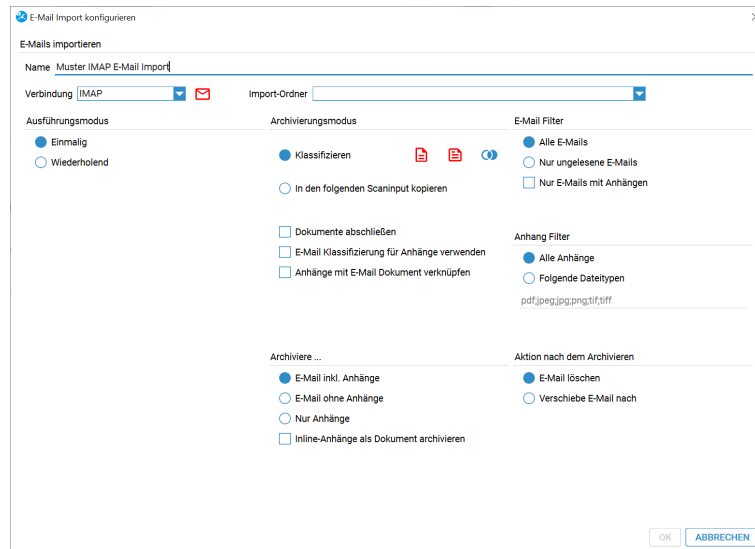 E-Mail Import konfigurieren
E-Mails importieren
Name Muster IMAP E-Mail Import
Verbindung IMAP Import-Ordner
Ausführungsmodus
Einmalig
Wiederholend
Archivierungsmodus
Klassifizieren
In den folgenden Scaninput kopieren
Dokumente abschließen
E-Mail Klassifizierung für Anhänge verwenden
Anhänge mit E-Mail Dokument verknüpfen
E-Mail Filter
Alle E-Mails
Nur ungelesene E-Mails
Nur E-Mails mit Anhängen
Anhang Filter
Alle Anhänge
Folgende Dateitypen
pdf;jpeg;jpg;png;tif;tiff
Archiviere ...
E-Mail inkl. Anhänge
E-Mail ohne Anhänge
Nur Anhänge
Inline-Anhänge als Dokument archivieren
Aktion nach dem Archivieren
E-Mail löschen
Verschiebe E-Mail nach
OK ABBRECHEN